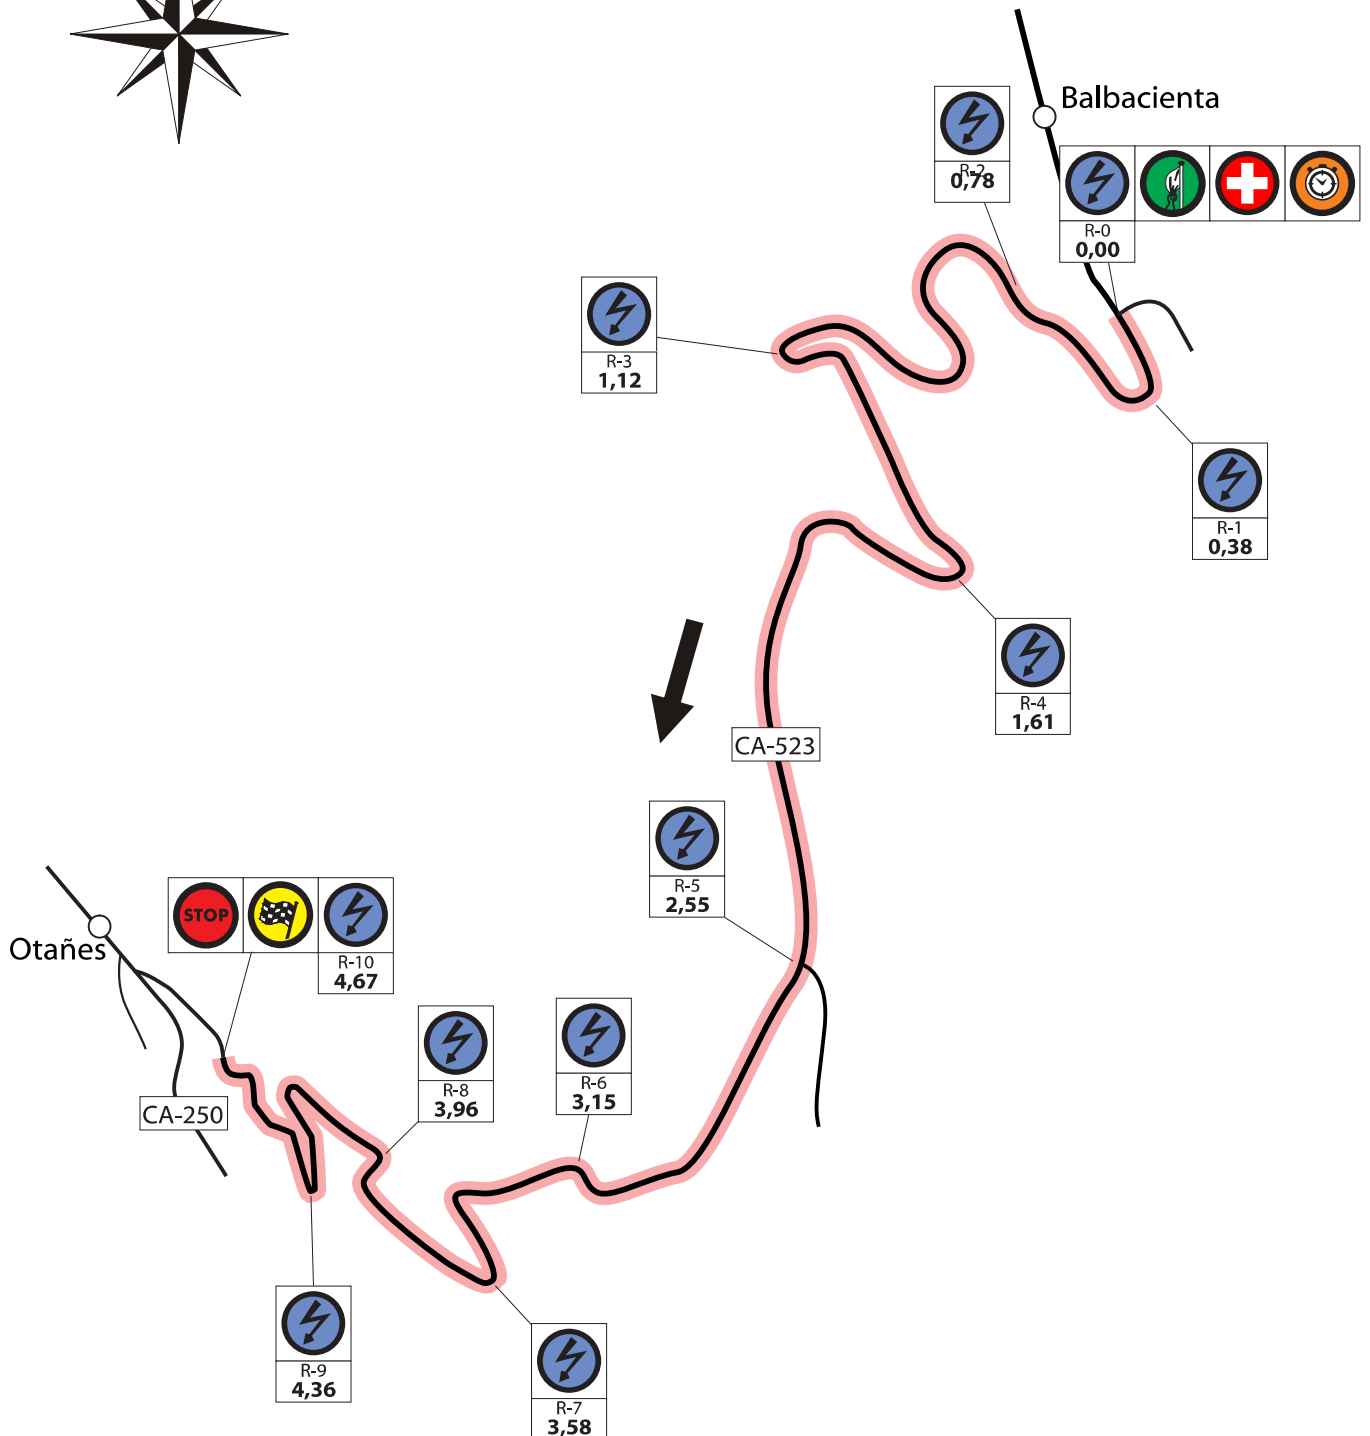 Balbacienta
R-2
0,78
R-0
0,00
R-3
1,12
R-1
0,38
R-4
1,61
CA-523
R-5
2,55
STOP
R-10
4,67
Otañes
R-8
3,96
R-6
3,15
CA-250
R-9
4,36
R-7
3,58